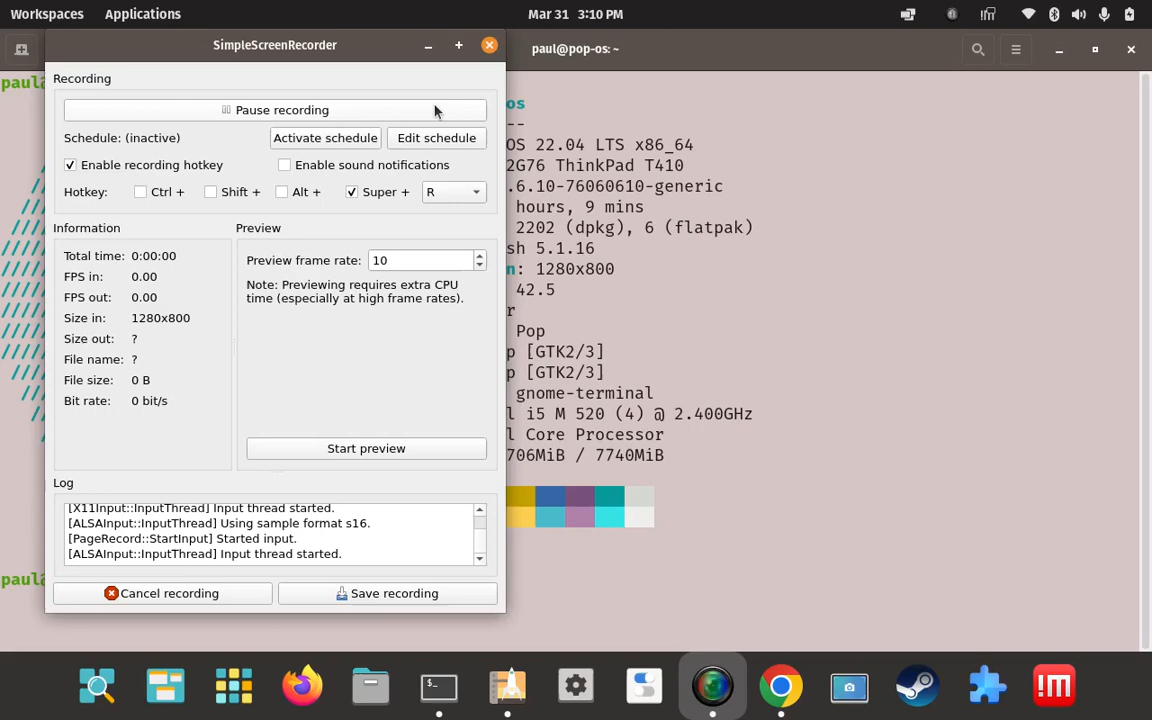 Workspaces Applications Mar 31 3:10 PM
SimpleScreenRecorder
paul@pop-os: ~
Recording
Pause recording
Schedule: (inactive) Activate schedule Edit schedule
Enable recording hotkey Enable sound notifications
Hotkey: Ctrl + Shift + Alt + Super + R
Information
Total time: 0:00:00
FPS in: 0.00
FPS out: 0.00
Size in: 1280x800
Size out: ?
File name: ?
File size: 0 B
Bit rate: 0 bit/s
Preview
Preview frame rate: 10
Note: Previewing requires extra CPU
time (especially at high frame rates).
Start preview
Log
[X11Input::InputThread] Input thread started.
[ALSAInput::InputThread] Using sample format s16.
[PageRecord::StartInput] Started input.
[ALSAInput::InputThread] Input thread started.
Cancel recording Save recording
paul
os
--
OS 22.04 LTS x86_64
2G76 ThinkPad T410
.6.10-76060610-generic
hours, 9 mins
2202 (dpkg), 6 (flatpak)
sh 5.1.16
n: 1280x800
42.5
r
Pop
p [GTK2/3]
p [GTK2/3]
gnome-terminal
l i5 M 520 (4) @ 2.400GHz
l Core Processor
706MiB / 7740MiB
paul